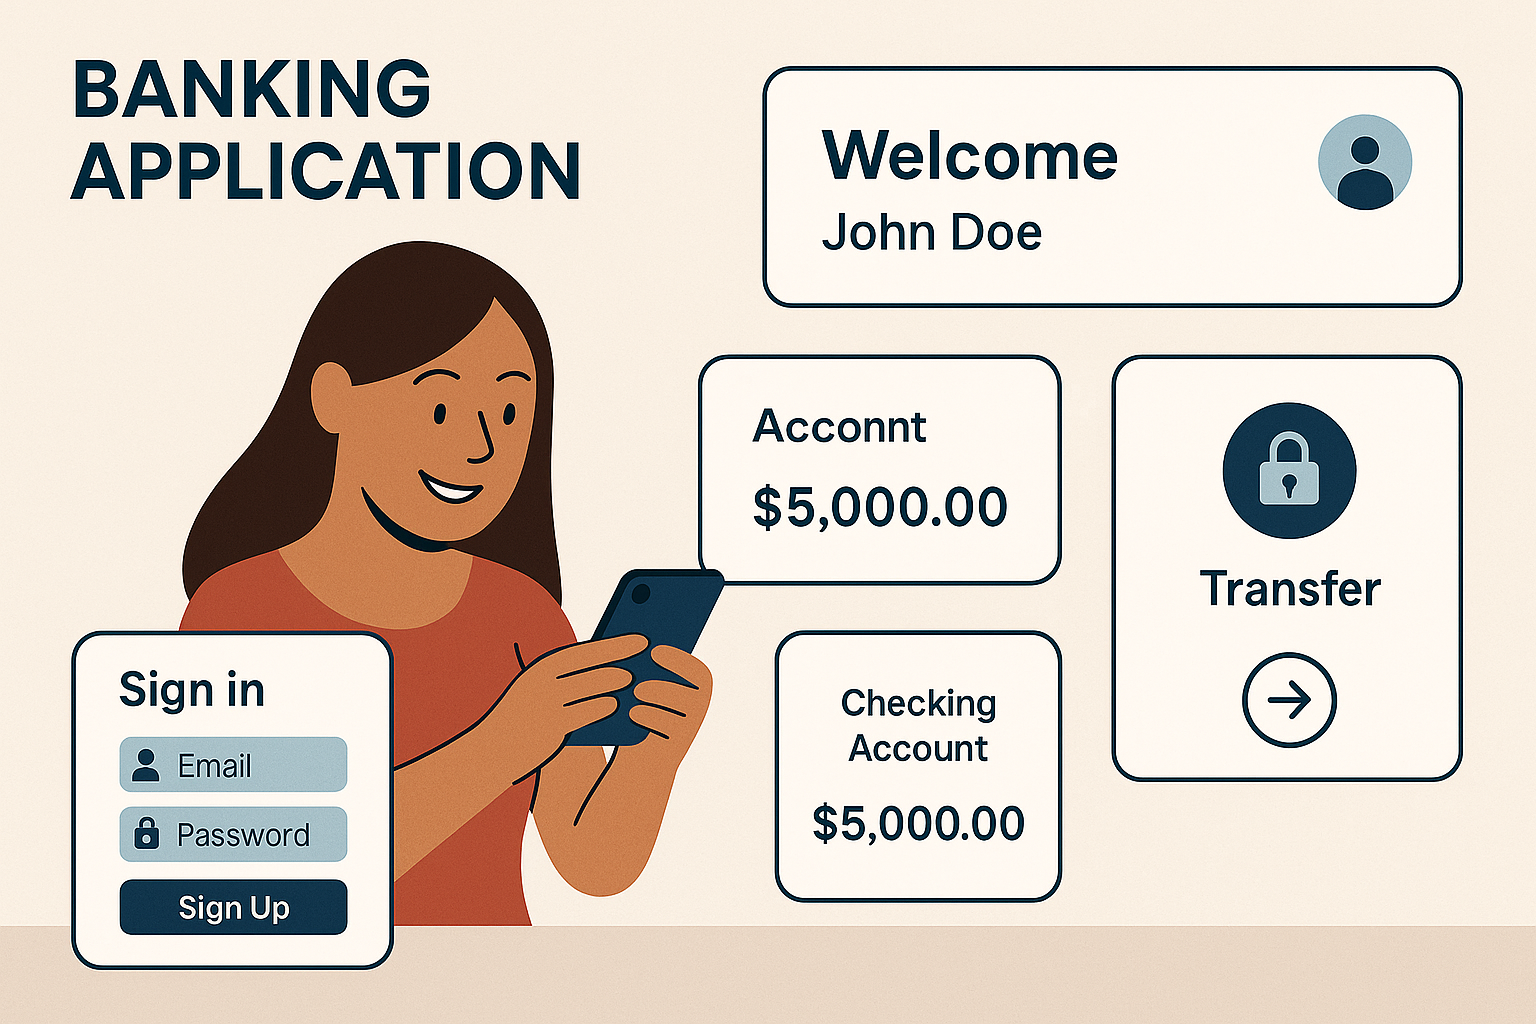 BANKING
APPLICATION
Welcome
John Doe
Acconnt
$5,000.00
Transfer
Checking
Account
$5,000.00
Sign in
Email
Password
Sign Up